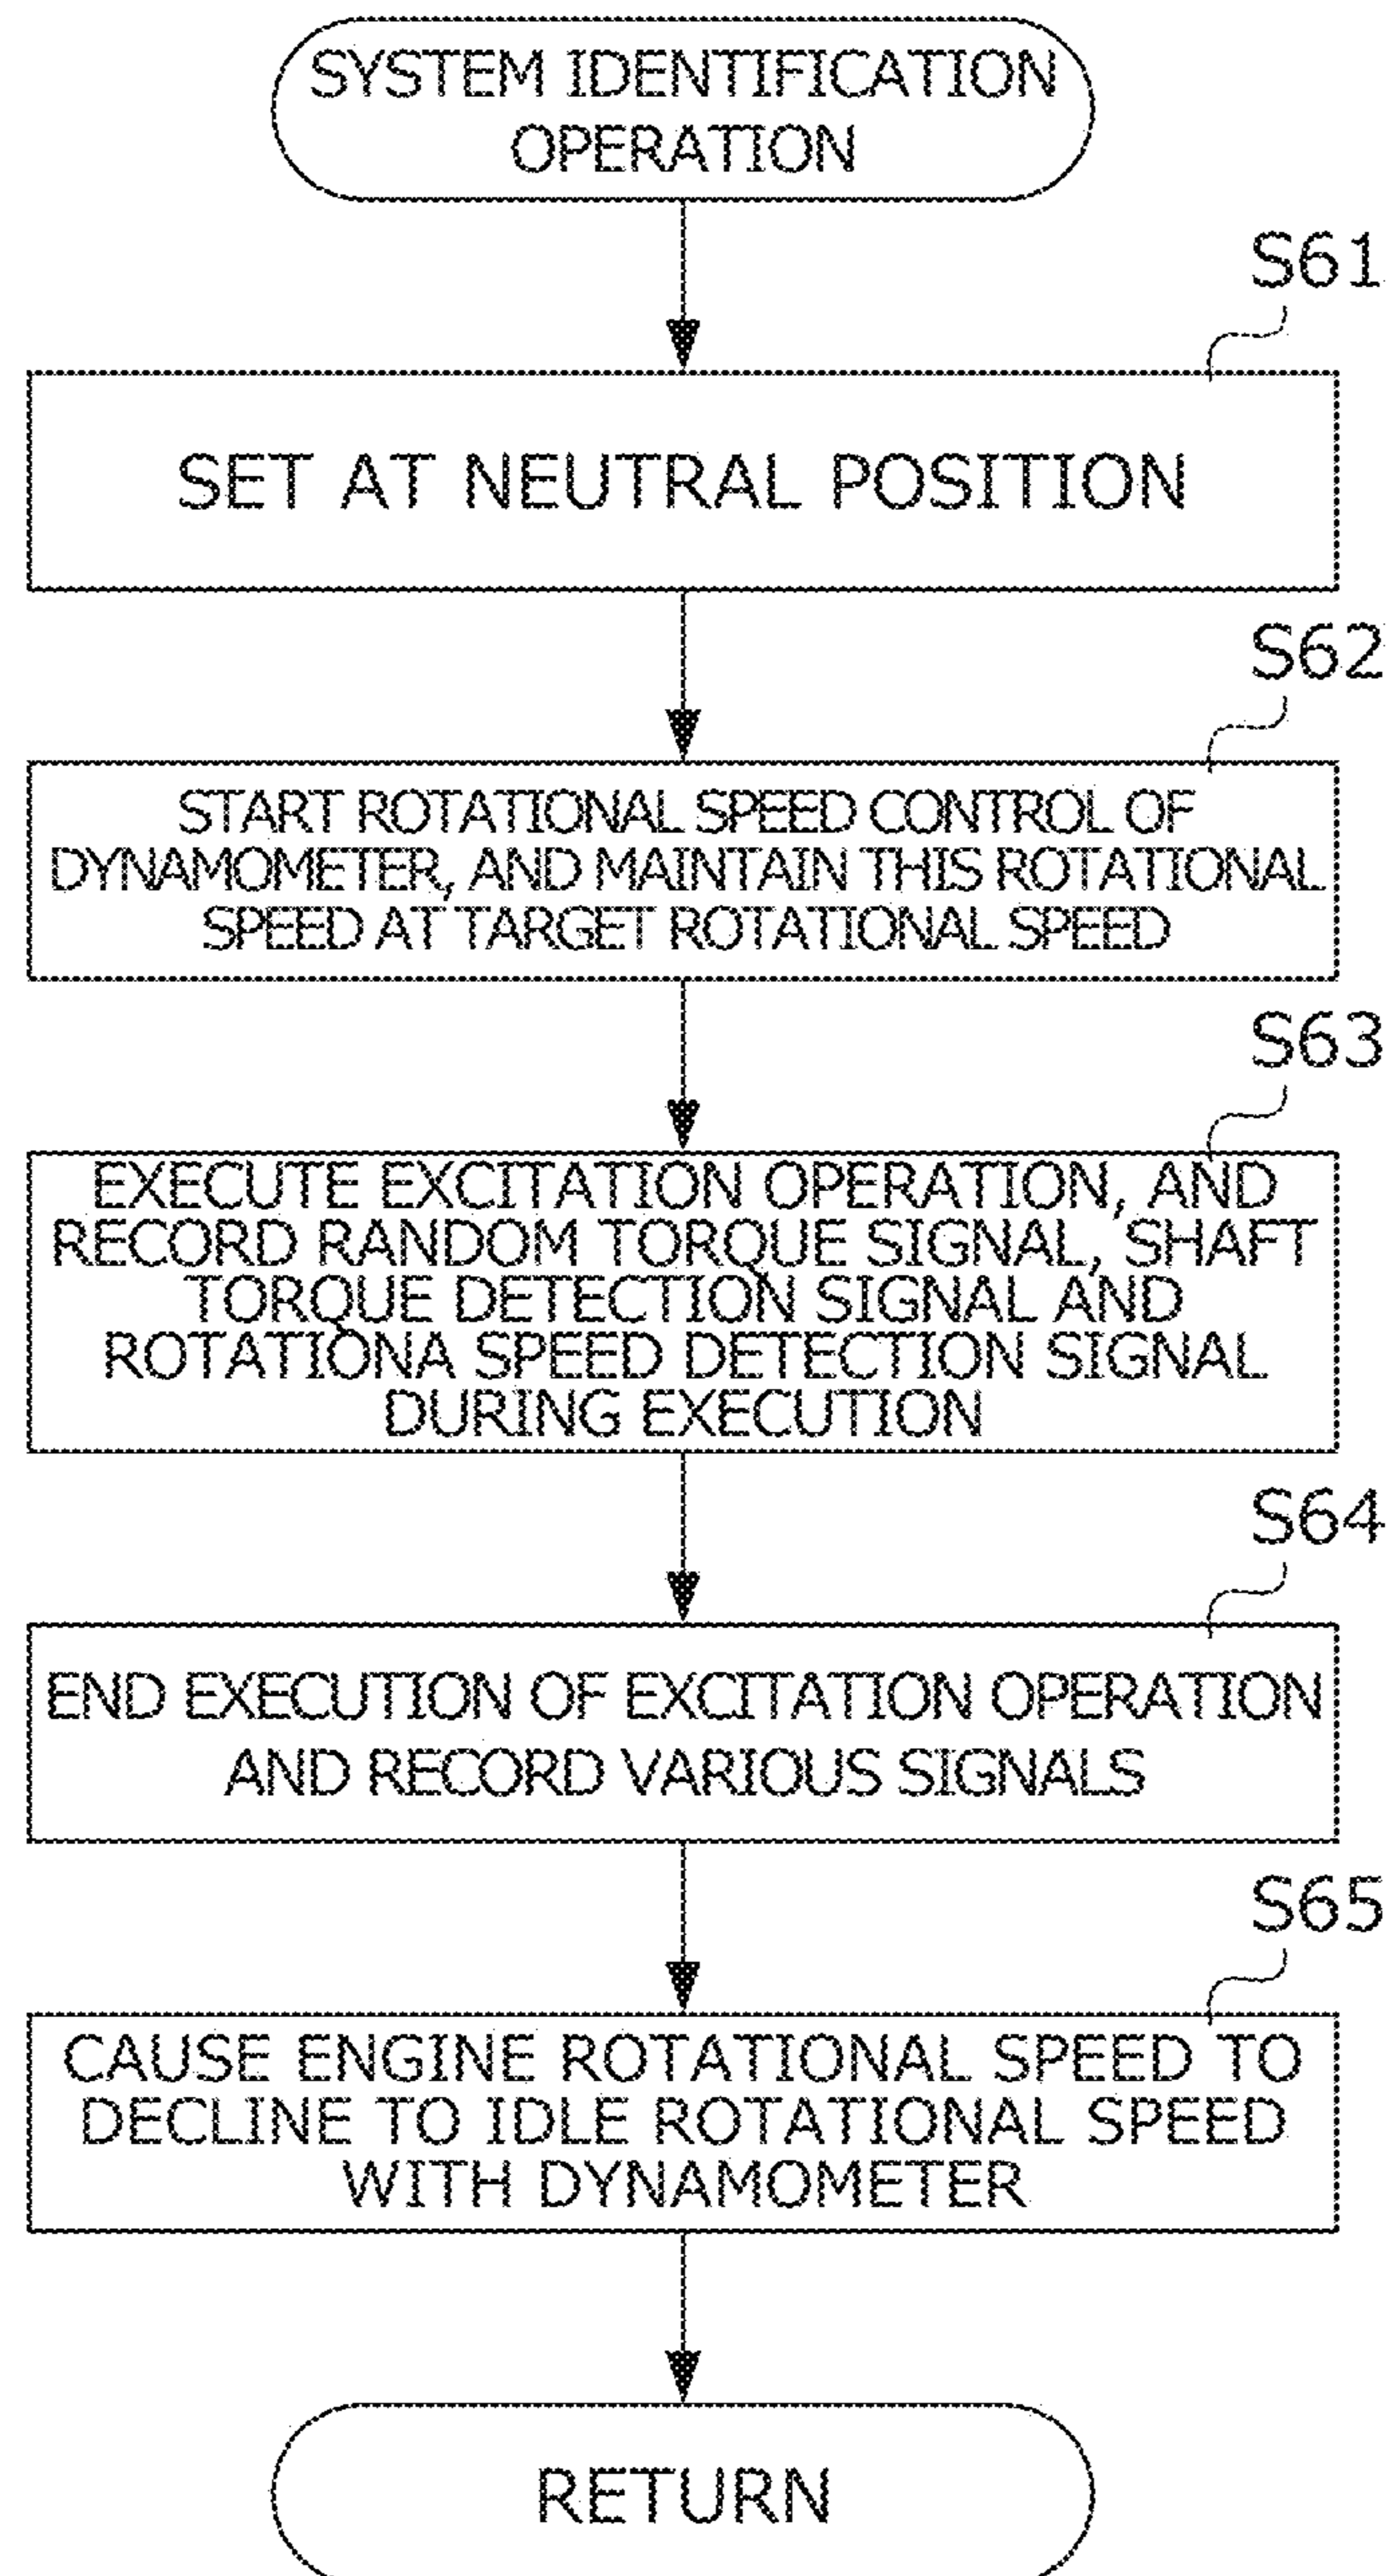 SYSTEM IDENTIFICATION
OPERATION
S61
SET AT NEUTRAL POSITION
S62
START ROTATIONAL SPEED CONTROL OF
DYNAMOMETER, AND MAINTAIN THIS ROTATIONAL
SPEED AT TARGET ROTATIONAL SPEED
S63
EXECUTE EXCITATION OPERATION, AND
RECORD RANDOM TORQUE SIGNAL, SHAFT
TORQUE DETECTION SIGNAL AND
ROTATIONA SPEED DETECTION SIGNAL
DURING EXECUTION
S64
END EXECUTION OF EXCITATION OPERATION
AND RECORD VARIOUS SIGNALS
S65
CAUSE ENGINE ROTATIONAL SPEED TO
DECLINE TO IDLE ROTATIONAL SPEED
WITH DYNAMOMETER
RETURN